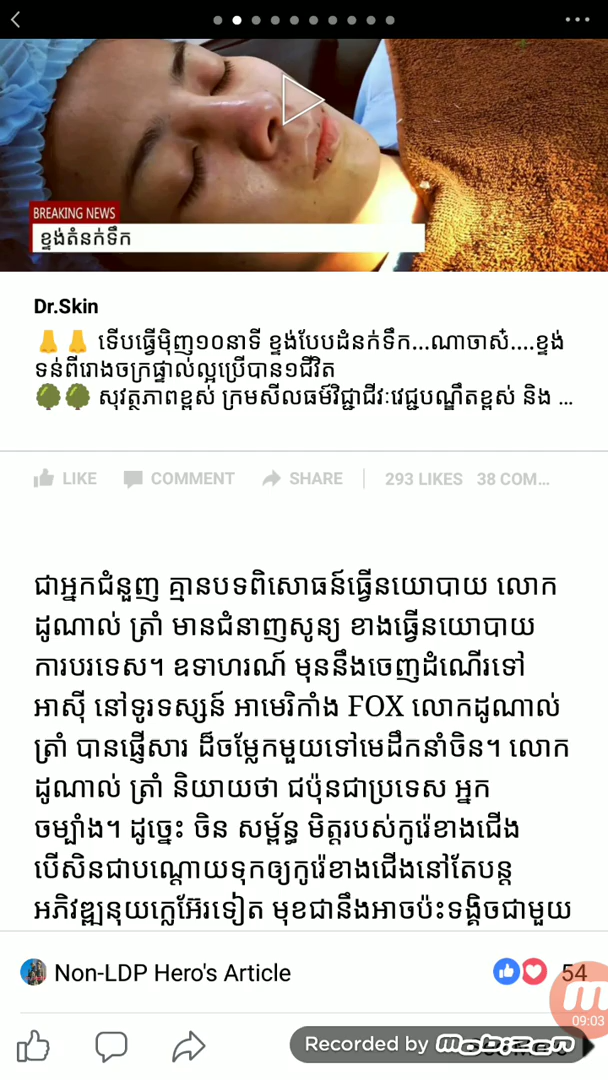 BREAKING NEWS
ខ្ទង់តំនក់ទឹក
Dr.Skin
👃👃 ទើបធ្វើម៉ិញ១០នាទី ខ្ទង់បែបដំនក់ទឹក...ណាចាស៎....ខ្ទង់
ទន់ពីរោងចក្រផ្ទាល់ល្អប្រើបាន១ជីវិត
សុវត្ថភាពខ្ពស់ ក្រមសីលធម៌វិជ្ជាជីវៈវេជ្ជបណ្ឌឹតខ្ពស់ និង ...
LIKE COMMENT SHARE 293 LIKES 38 COM...
ជាអ្នកជំនួញ គ្មានបទពិសោធន៍ធ្វើនយោបាយ លោក
ដូណាល់ ត្រាំ មានជំនាញសូន្យ ខាងធ្វើនយោបាយ
ការបរទេស។ ឧទាហរណ៍ មុននឹងចេញដំណើរទៅ
អាស៊ី នៅទូរទស្សន៍ អាមេរិកាំង FOX លោកដូណាល់
ត្រាំ បានផ្ញើសារ ដ៏ចម្លែកមួយទៅមេដឹកនាំចិន។ លោក
ដូណាល់ ត្រាំ និយាយថា ជប៉ុនជាប្រទេស អ្នក
ចម្បាំង។ ដូច្នេះ ចិន សម្ព័ន្ធ មិត្តរបស់កូរ៉េខាងជើង
បើសិនជាបណ្តោយទុកឲ្យកូរ៉េខាងជើងនៅតែបន្ត
អភិវឌ្ឍនុយក្លេអ៊ែរទៀត មុខជានឹងអាចប៉ះទង្គិចជាមួយ
Non-LDP Hero's Article 54
09:03
Recorded by mobizen